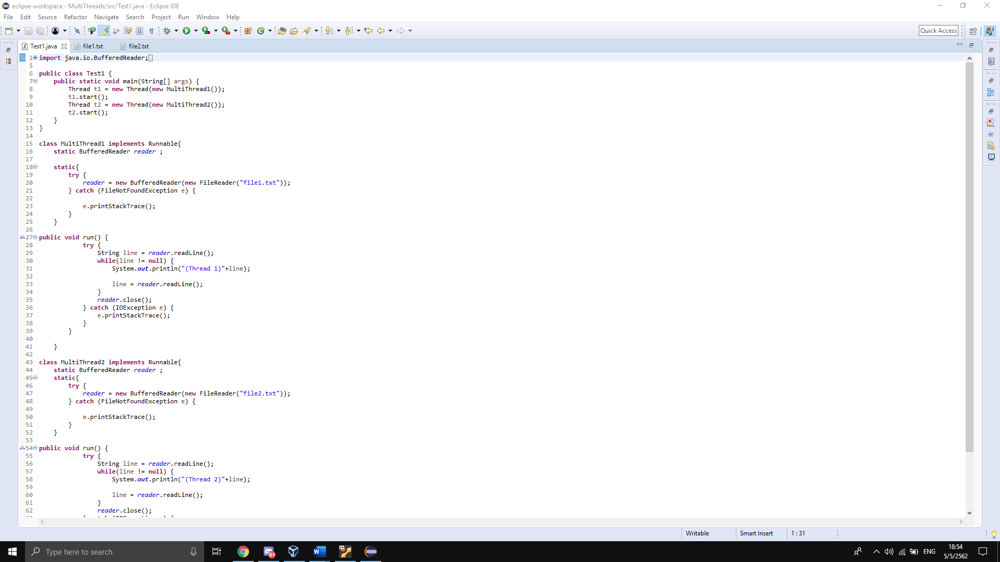 eclipse-workspace - MultiThreads/src/Test1.java - Eclipse IDE
File Edit Source Refactor Navigate Search Project Run Window Help
Quick Access
Test1.java file1.txt file2.txt
1 import java.io.BufferedReader;
5
6 public class Test1 {
7     public static void main(String[] args) {
8         Thread t1 = new Thread(new MultiThread1());
9         t1.start();
10         Thread t2 = new Thread(new MultiThread2());
11         t2.start();
12     }
13 }
14
15 class MultiThread1 implements Runnable{
16     static BufferedReader reader ;
17
18     static{
19         try {
20             reader = new BufferedReader(new FileReader("file1.txt"));
21         } catch (FileNotFoundException e) {
22
23             e.printStackTrace();
24         }
25     }
26
27 public void run() {
28             try {
29                 String line = reader.readLine();
30                 while(line != null) {
31                     System.out.println("(Thread 1)"+line);
32
33                     line = reader.readLine();
34                 }
35                 reader.close();
36             } catch (IOException e) {
37                 e.printStackTrace();
38             }
39         }
40
41     }
42
43 class MultiThread2 implements Runnable{
44     static BufferedReader reader ;
45     static{
46         try {
47             reader = new BufferedReader(new FileReader("file2.txt"));
48         } catch (FileNotFoundException e) {
49
50             e.printStackTrace();
51         }
52     }
53
54 public void run() {
55             try {
56                 String line = reader.readLine();
57                 while(line != null) {
58                     System.out.println("(Thread 2)"+line);
59
60                     line = reader.readLine();
61                 }
62                 reader.close();
Writable Smart Insert 1 : 31
Type here to search
9+
64
ENG
18:54
5/5/2562